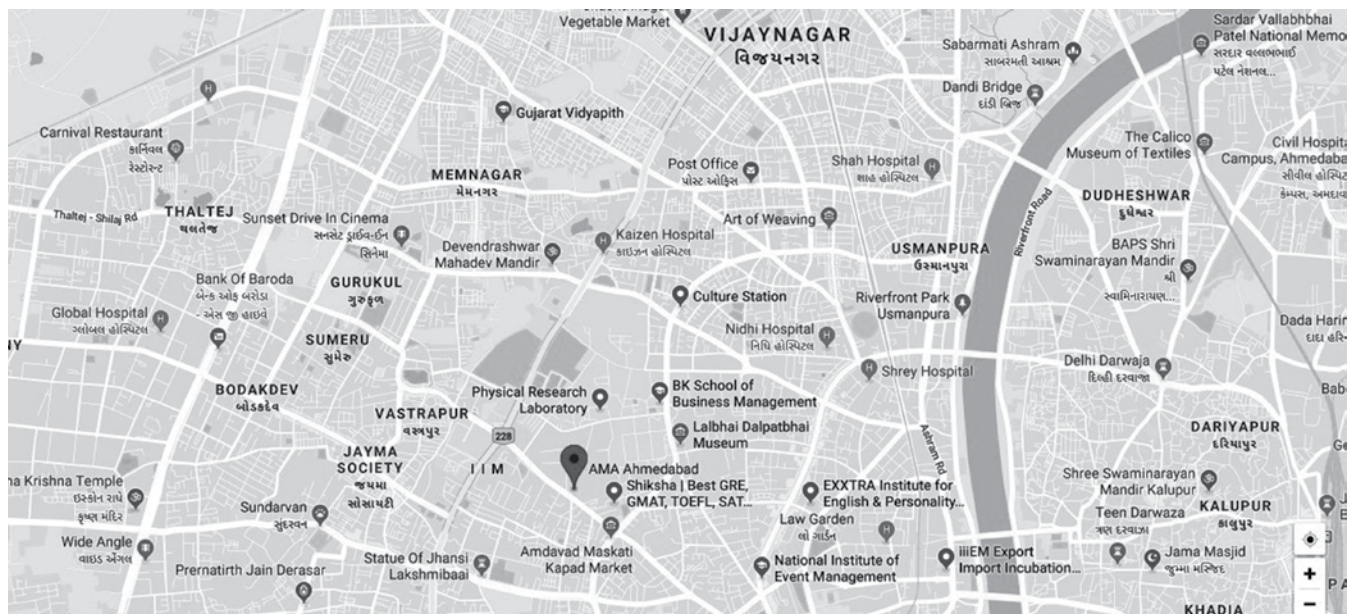 Vegetable Market
VIJAYNAGAR
વિજયનગર
Sabarmati Ashram
સાબરમતી આશ્રમ
Sardar Vallabhbhai
Patel National Memo
સરદાર વલ્લભભાઈ
પટેલ નેશનલ...
Dandi Bridge
દાંડી બ્રિજ
Gujarat Vidyapith
Carnival Restaurant
કાર્નિવલ
રેસ્ટોરન્ટ
The Calico
Museum of Textiles
Civil Hospita
Campus, Ahmedaba
સીવીલ હોસ્પિટ
કેમ્પસ, અમદાવા
Post Office
પોસ્ટ ઓફિસ
Shah Hospital
શાહ હોસ્પિટલ
MEMNAGAR
મેમનગર
DUDHESHWAR
દુધેશ્વર
Thaltej - Shilaj Rd
THALTEJ
થલતેજ
Sunset Drive In Cinema
સનસેટ ડ્રાઈવ-ઈન
સિનેમા
Art of Weaving
Riverfront Road
Devendrashwar
Mahadev Mandir
Kaizen Hospital
કાઇઝન હોસ્પિટલ
USMANPURA
ઉસ્માનપુરા
BAPS Shri
Swaminarayan Mandir
શ્રી
સ્વામિનારાયણ...
Bank Of Baroda
બેન્ક ઓફ બરોડા
- એસ જી હાઇવે
GURUKUL
ગુરુકૂળ
Culture Station
Riverfront Park
Usmanpura
Global Hospital
ગ્લોબલ હોસ્પિટલ
SUMERU
સુમેરુ
Nidhi Hospital
નિધિ હોસ્પિટલ
Dada Harin
દાદા હરિન
NY
Shrey Hospital
Delhi Darwaja
દિલ્હી દરવાજા
BODAKDEV
બોડકદેવ
Physical Research
Laboratory
BK School of
Business Management
VASTRAPUR
વસ્ત્રાપુર
228
Lalbhai Dalpatbhai
Museum
Ashram Rd
DARIYAPUR
દરિયાપુર
JAYMA
SOCIETY
જયમા
સોસાયટી
IIM
AMA Ahmedabad
Shiksha | Best GRE,
GMAT, TOEFL, SAT...
EXXTRA Institute for
English & Personality...
na Krishna Temple
ઇસ્કોન રાધે
કૃષ્ણ મંદિર
Shree Swaminarayan
Mandir Kalupur
KALUPUR
કાલુપુર
Sundarvan
સુંદરવન
Law Garden
લો ગાર્ડન
Teen Darwaza
ત્રણ દરવાઝા
Wide Angle
વાઇડ ઍંગલ
Statue Of Jhansi
Lakshmibaai
Amdavad Maskati
Kapad Market
National Institute of
Event Management
iiiEM Export
Import Incubation...
Jama Masjid
જુમ્મા મસ્જિદ
Prernatirth Jain Derasar
KHADIA